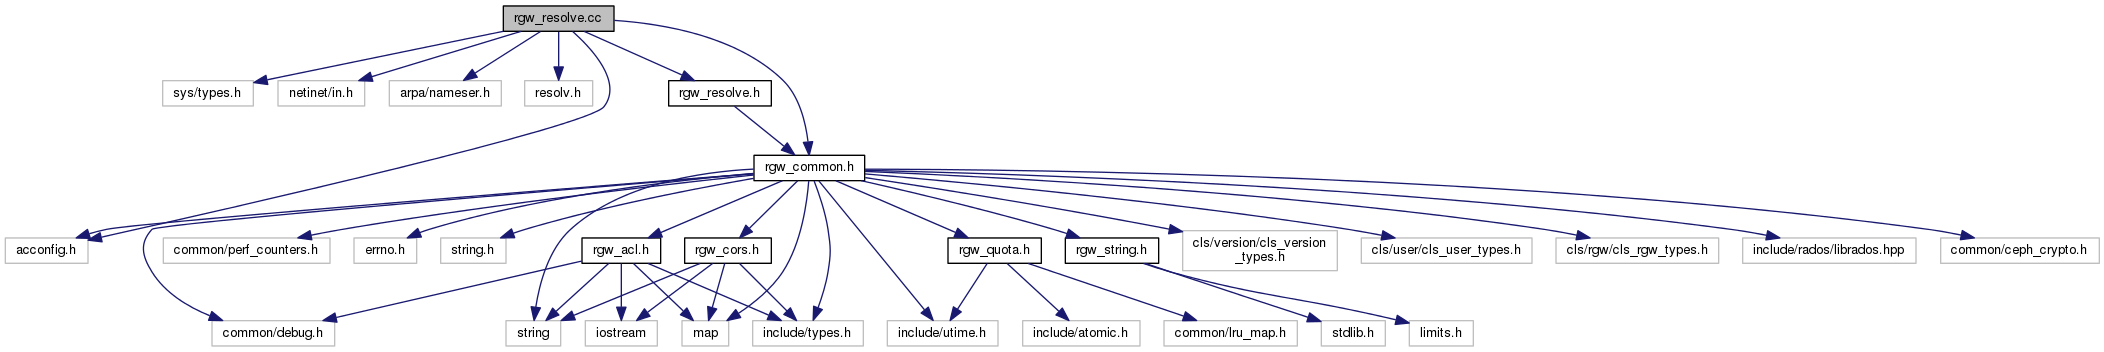 rgw_resolve.cc
sys/types.h
netinet/in.h
arpa/nameser.h
resolv.h
rgw_resolve.h
rgw_common.h
acconfig.h
common/perf_counters.h
errno.h
string.h
rgw_acl.h
rgw_cors.h
rgw_quota.h
rgw_string.h
cls/version/cls_version
_types.h
cls/user/cls_user_types.h
cls/rgw/cls_rgw_types.h
include/rados/librados.hpp
common/ceph_crypto.h
common/debug.h
string
iostream
map
include/types.h
include/utime.h
include/atomic.h
common/lru_map.h
stdlib.h
limits.h